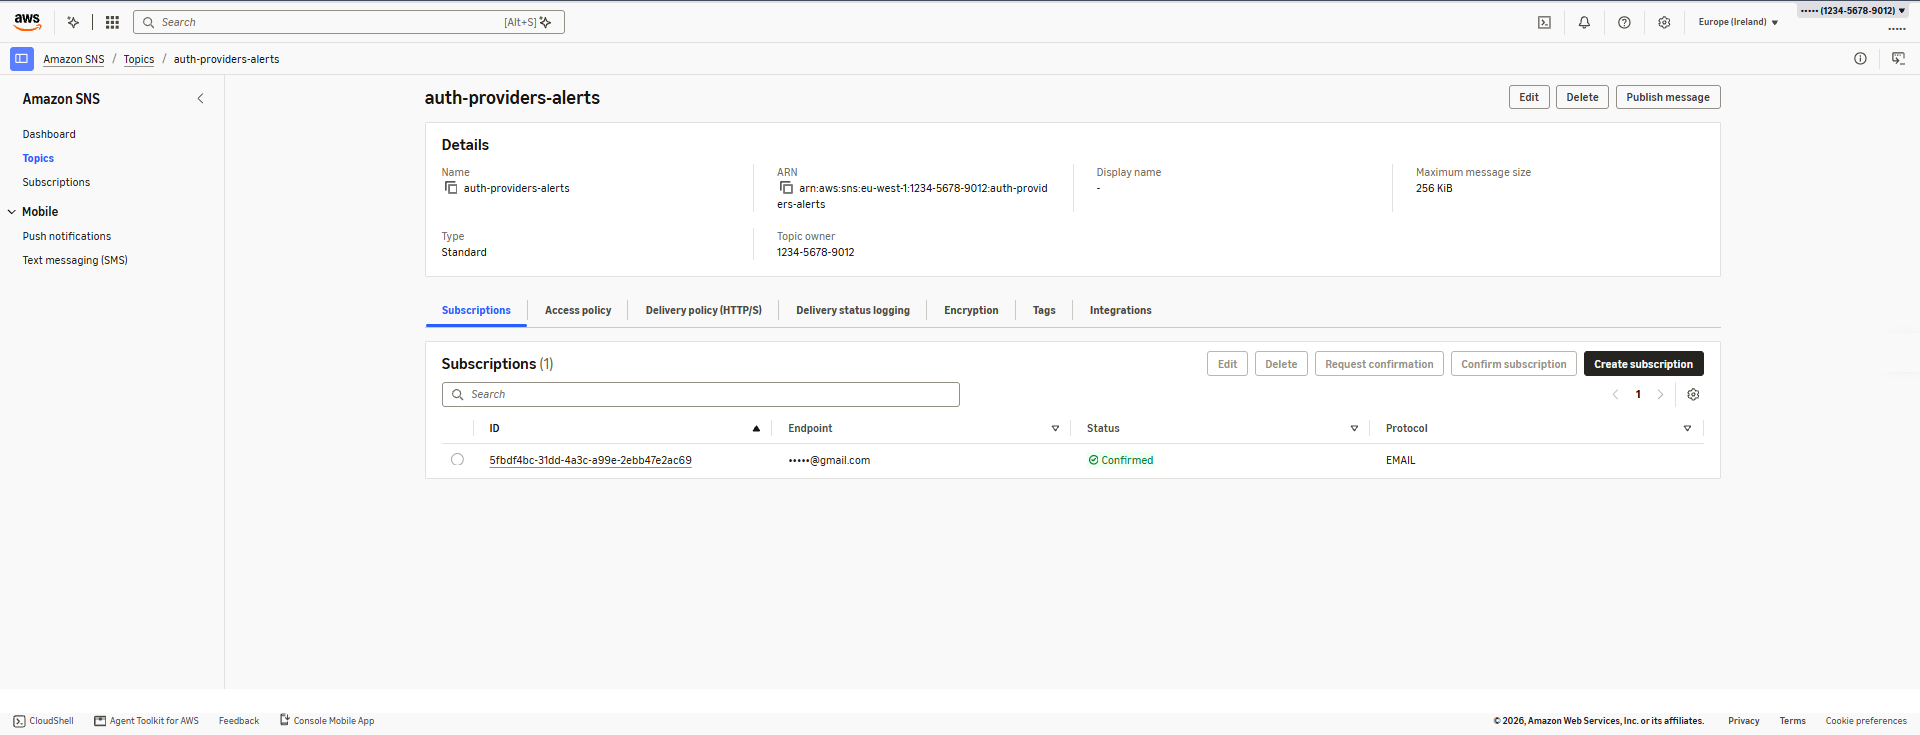 aws
Search [Alt+S]
Europe (Ireland) ▼
••••• (1234-5678-9012) ▼
•••••
Amazon SNS / Topics / auth-providers-alerts
Amazon SNS
Dashboard
Topics
Subscriptions
Mobile
Push notifications
Text messaging (SMS)
auth-providers-alerts
Edit Delete Publish message
Details
Name
auth-providers-alerts
ARN
arn:aws:sns:eu-west-1:1234-5678-9012:auth-provid
ers-alerts
Display name
-
Maximum message size
256 KiB
Type
Standard
Topic owner
1234-5678-9012
Subscriptions Access policy Delivery policy (HTTP/S) Delivery status logging Encryption Tags Integrations
Subscriptions (1)
Edit Delete Request confirmation Confirm subscription Create subscription
Search
1
ID Endpoint Status Protocol
5fbdf4bc-31dd-4a3c-a99e-2ebb47e2ac69 •••••@gmail.com Confirmed EMAIL
CloudShell Agent Toolkit for AWS Feedback Console Mobile App
© 2026, Amazon Web Services, Inc. or its affiliates. Privacy Terms Cookie preferences